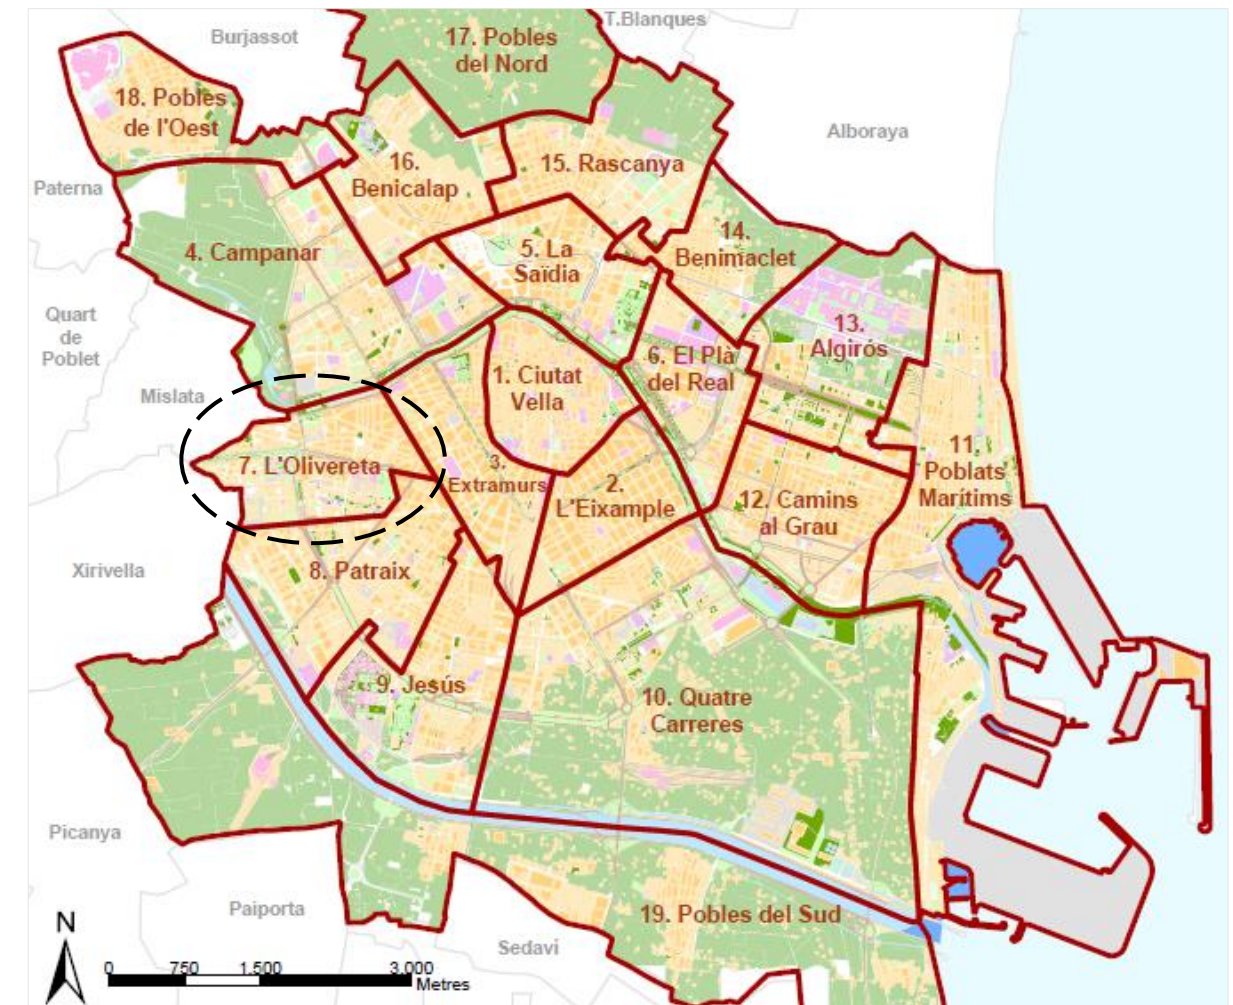 T.Blanques
Burjassot
17. Pobles
del Nord
18. Pobles
de l'Oest
Alboraya
16.
Benicalap
15. Rascanya
Paterna
4. Campanar
5. La
Saïdia
14.
Benimaclet
Quart
de
Poblet
13.
Algirós
6. El Pla
del Real
1. Ciutat
Vella
Mislata
7. L'Olivereta
3.
Extramurs
2.
L'Eixample
11.
Poblats
Marítims
12. Camins
al Grau
Xirivella
8. Patraix
9. Jesús
10. Quatre
Carreres
Picanya
Paiporta
19. Pobles del Sud
Sedaví
N
0 750 1.500 3.000
Metres